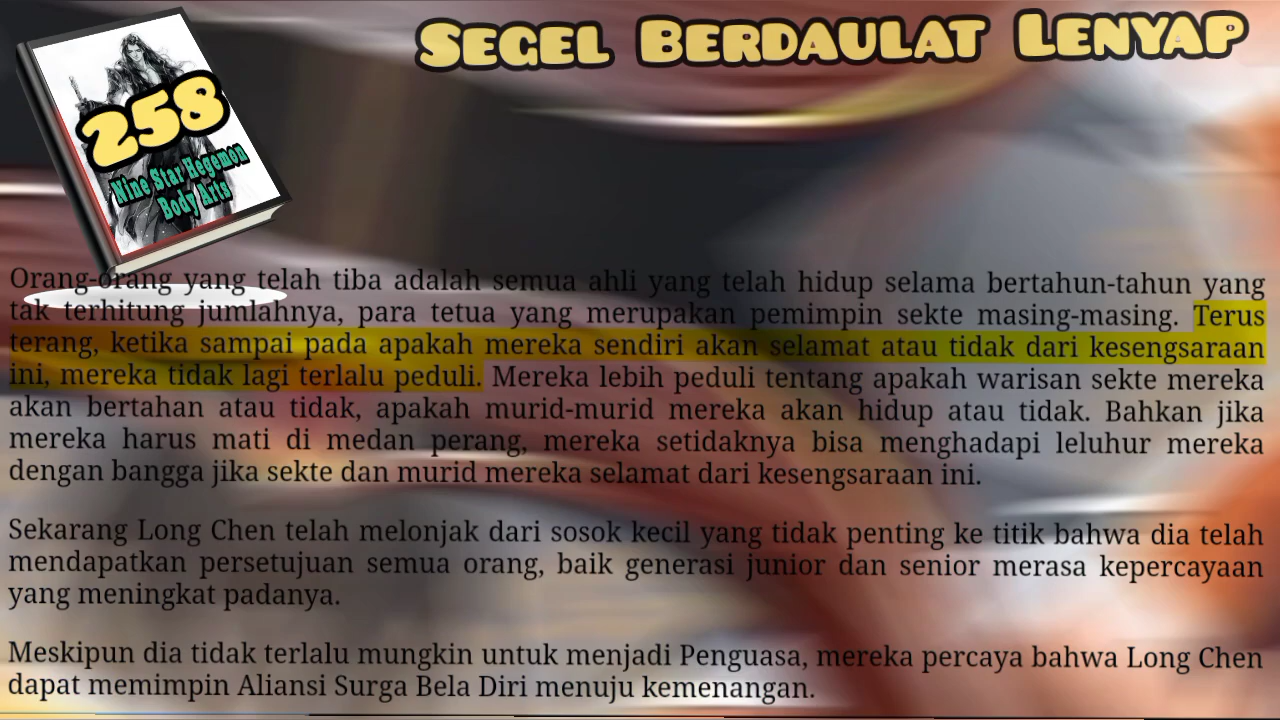 Segel Berdaulat Lenyap
258
Nine Star Hegemon
Body Arts
Orang-orang yang telah tiba adalah semua ahli yang telah hidup selama bertahun-tahun yang
tak terhitung jumlahnya, para tetua yang merupakan pemimpin sekte masing-masing. Terus
terang, ketika sampai pada apakah mereka sendiri akan selamat atau tidak dari kesengsaraan
ini, mereka tidak lagi terlalu peduli. Mereka lebih peduli tentang apakah warisan sekte mereka
akan bertahan atau tidak, apakah murid-murid mereka akan hidup atau tidak. Bahkan jika
mereka harus mati di medan perang, mereka setidaknya bisa menghadapi leluhur mereka
dengan bangga jika sekte dan murid mereka selamat dari kesengsaraan ini.
Sekarang Long Chen telah melonjak dari sosok kecil yang tidak penting ke titik bahwa dia telah
mendapatkan persetujuan semua orang, baik generasi junior dan senior merasa kepercayaan
yang meningkat padanya.
Meskipun dia tidak terlalu mungkin untuk menjadi Penguasa, mereka percaya bahwa Long Chen
dapat memimpin Aliansi Surga Bela Diri menuju kemenangan.